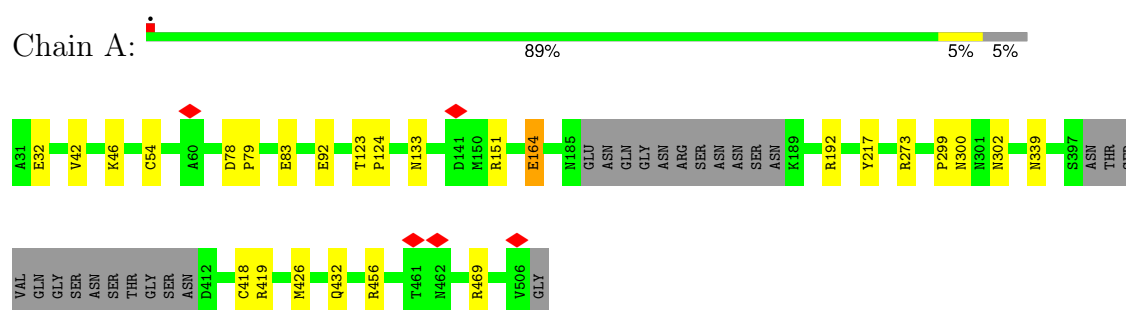 Chain A:
89% 5% 5%
A31 E32 V42 K46 C54 A60 D78 P79 E83 E92 T123 P124 N133 D141 M150 R151 E164 N185 GLU ASN GLN GLY ASN ARG SER ASN ASN SER ASN K189 R192 Y217 R273 P299 N300 N301 N302 N339 S397 ASN THR
VAL GLN GLY SER ASN SER THR GLY SER ASN D412 C418 R419 M426 Q432 R456 T461 N462 R469 V506 GLY